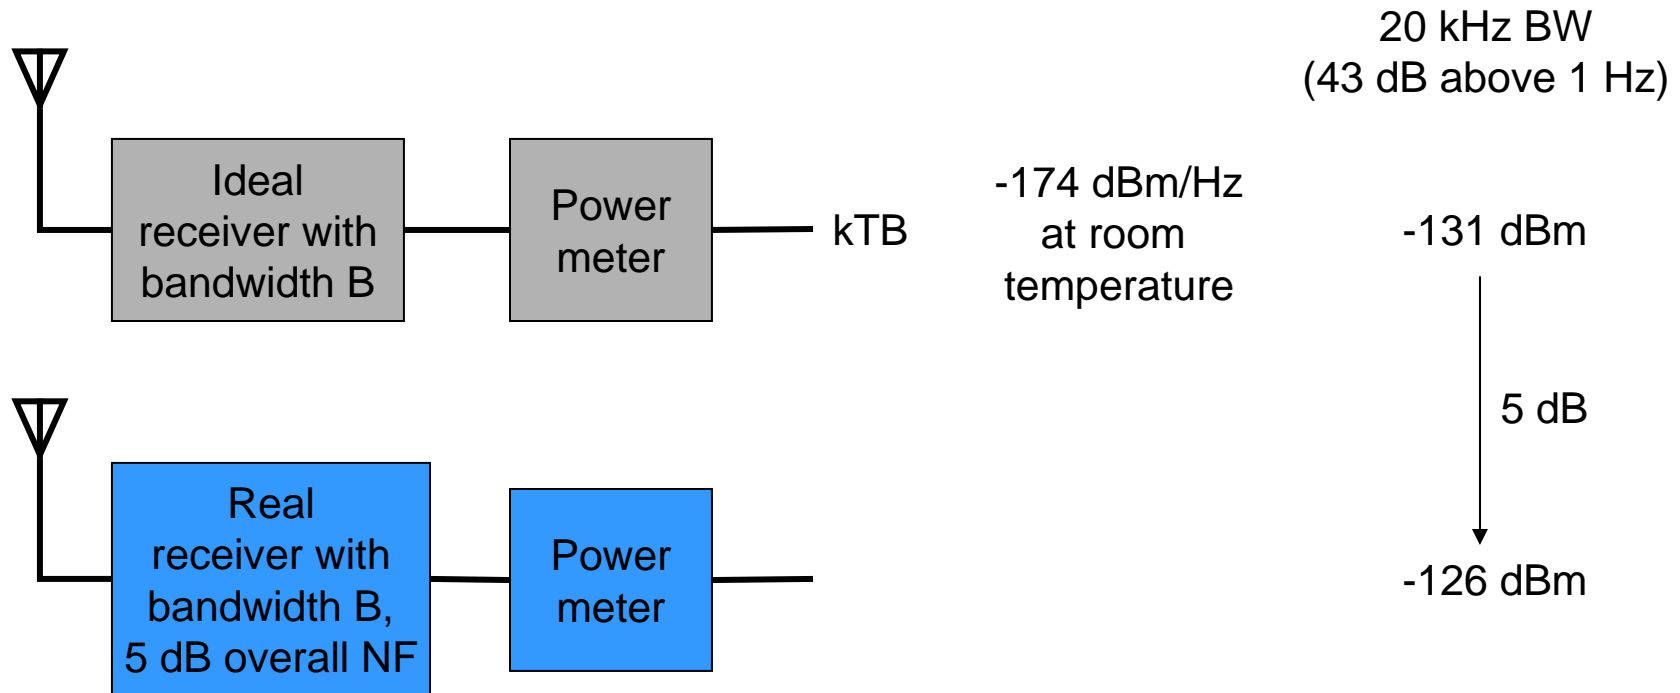 20 kHz BW
(43 dB above 1 Hz)
Ideal
receiver with
bandwidth B
Power
meter
kTB
-174 dBm/Hz
at room
temperature
-131 dBm
5 dB
Real
receiver with
bandwidth B,
5 dB overall NF
Power
meter
-126 dBm